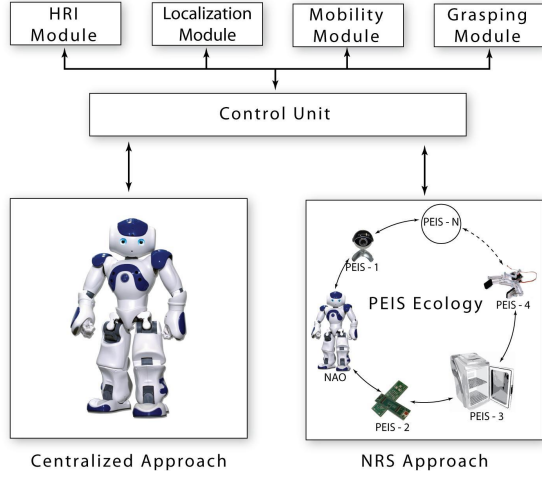 HRI
Module
Localization
Module
Mobility
Module
Grasping
Module
Control Unit
PEIS - N
PEIS - 1
PEIS Ecology
PEIS - 4
NAO
PEIS - 2
PEIS - 3
Centralized Approach
NRS Approach